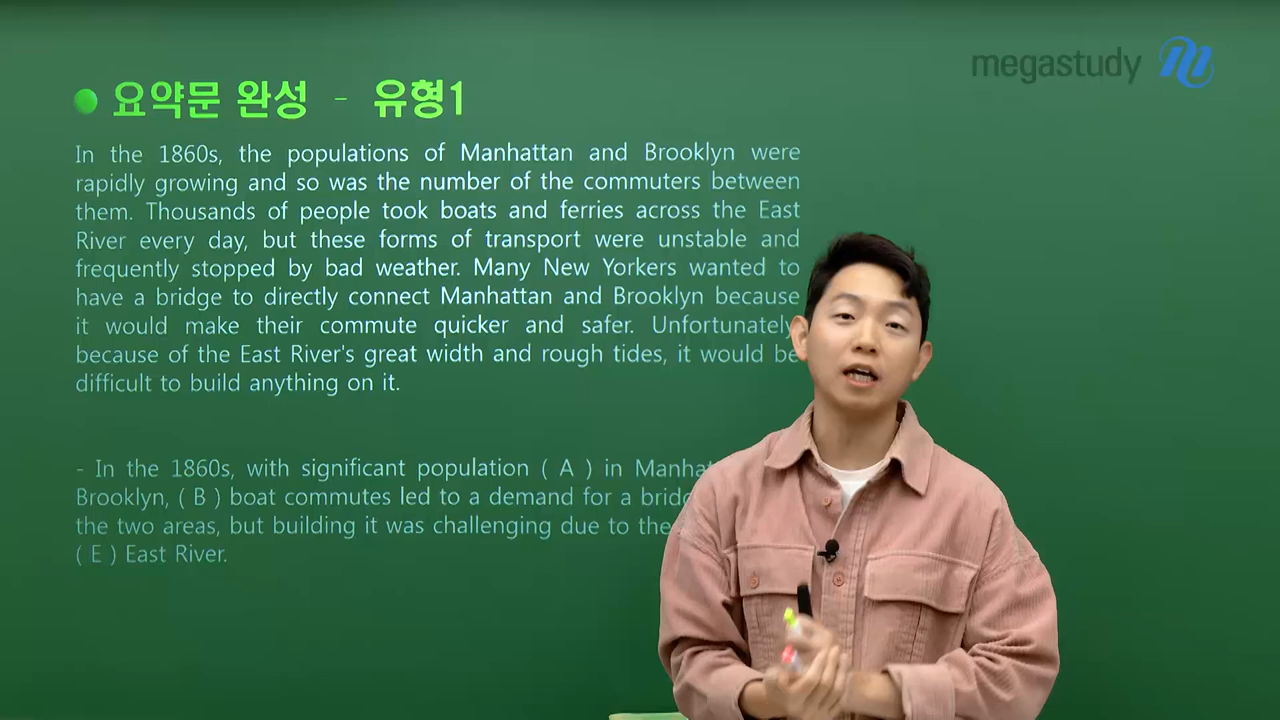 megastudy
● 요약문 완성 - 유형1
In the 1860s, the populations of Manhattan and Brooklyn were
rapidly growing and so was the number of the commuters between
them. Thousands of people took boats and ferries across the East
River every day, but these forms of transport were unstable and
frequently stopped by bad weather. Many New Yorkers wanted to
have a bridge to directly connect Manhattan and Brooklyn because
it would make their commute quicker and safer. Unfortunately
because of the East River's great width and rough tides, it would be
difficult to build anything on it.
- In the 1860s, with significant population ( A ) in
Brooklyn, ( B ) boat commutes led to a demand for a
the two areas, but building it was challenging due to the
( E ) East River.